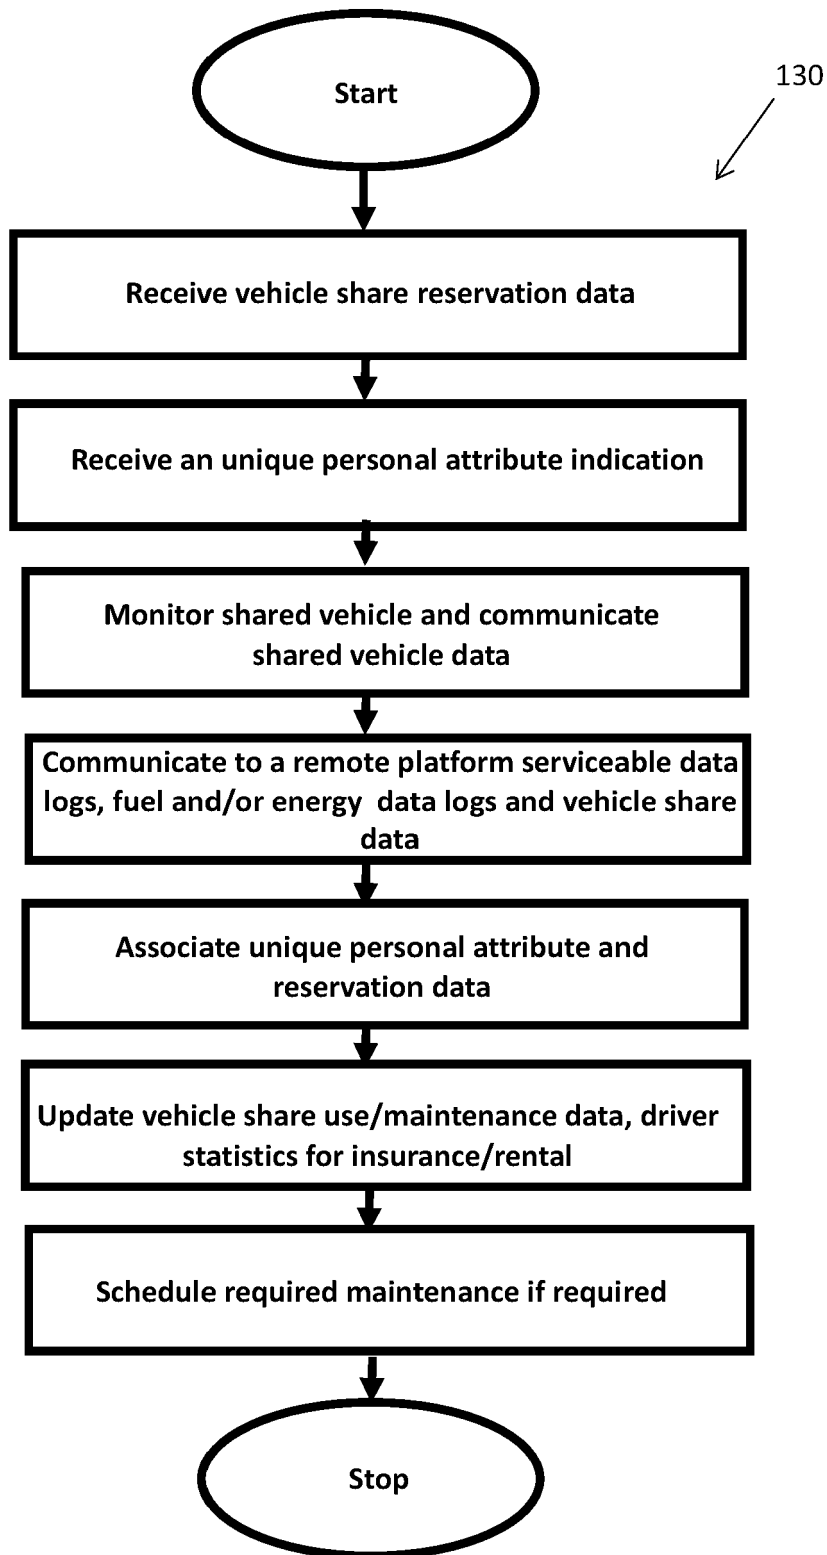 Start
130
Receive vehicle share reservation data
Receive an unique personal attribute indication
Monitor shared vehicle and communicate
shared vehicle data
Communicate to a remote platform serviceable data
logs, fuel and/or energy data logs and vehicle share
data
Associate unique personal attribute and
reservation data
Update vehicle share use/maintenance data, driver
statistics for insurance/rental
Schedule required maintenance if required
Stop